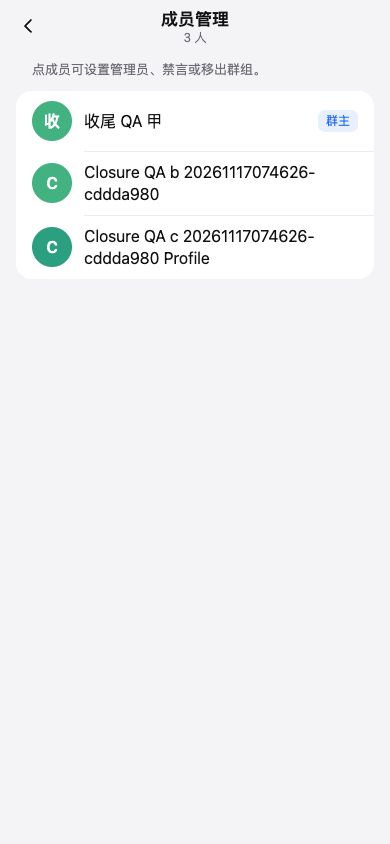 成员管理
3 人
点成员可设置管理员、禁言或移出群组。
收
收尾 QA 甲
群主
C
Closure QA b 20261117074626-
cddda980
C
Closure QA c 20261117074626-
cddda980 Profile